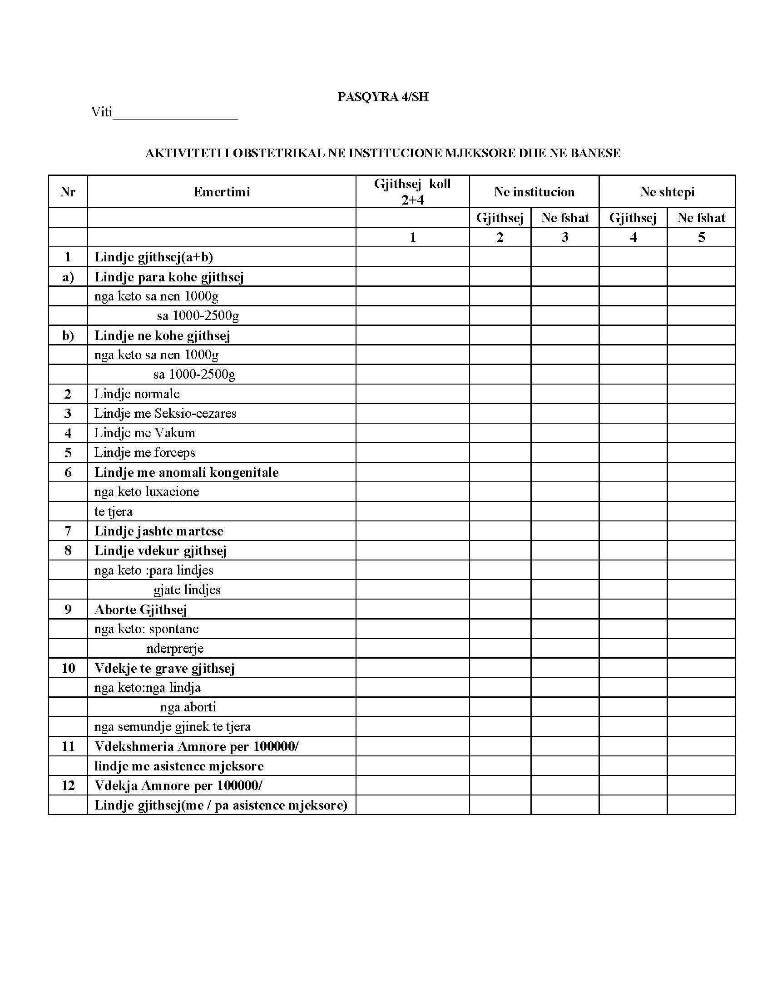 PASQYRA 4/SH
Viti__________________
AKTIVITETI I OBSTETRIKAL NE INSTITUCIONE MJEKSORE DHE NE BANESE
Nr Emertimi Gjithsej koll 2+4 Ne institucion Ne shtepi
Gjithsej Ne fshat Gjithsej Ne fshat
1 2 3 4 5
1 Lindje gjithsej(a+b)
a) Lindje para kohe gjithsej
nga keto sa nen 1000g
sa 1000-2500g
b) Lindje ne kohe gjithsej
nga keto sa nen 1000g
sa 1000-2500g
2 Lindje normale
3 Lindje me Seksio-cezares
4 Lindje me Vakum
5 Lindje me forceps
6 Lindje me anomali kongenitale
nga keto luxacione
te tjera
7 Lindje jashte martese
8 Lindje vdekur gjithsej
nga keto :para lindjes
gjate lindjes
9 Aborte Gjithsej
nga keto: spontane
nderprerje
10 Vdekje te grave gjithsej
nga keto:nga lindja
nga aborti
nga semundje gjinek te tjera
11 Vdekshmeria Amnore per 100000/
lindje me asistence mjeksore
12 Vdekja Amnore per 100000/
Lindje gjithsej(me / pa asistence mjeksore)